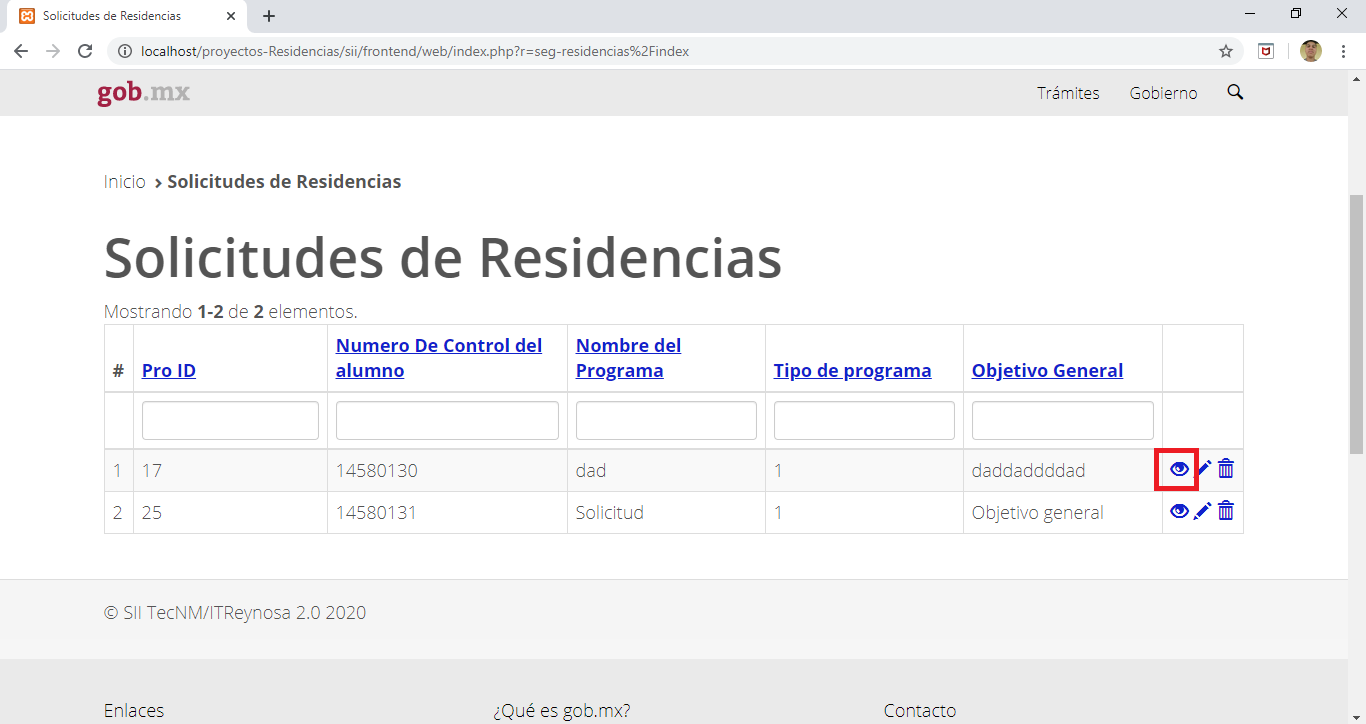 Solicitudes de Residencias
localhost/proyectos-Residencias/sii/frontend/web/index.php?r=seg-residencias%2Findex
gob.mx
Trámites Gobierno
Inicio > Solicitudes de Residencias
Solicitudes de Residencias
Mostrando 1-2 de 2 elementos.
# Pro ID Numero De Control del alumno Nombre del Programa Tipo de programa Objetivo General
1 17 14580130 dad 1 daddaddddad
2 25 14580131 Solicitud 1 Objetivo general
© SII TecNM/ITReynosa 2.0 2020
Enlaces ¿Qué es gob.mx? Contacto